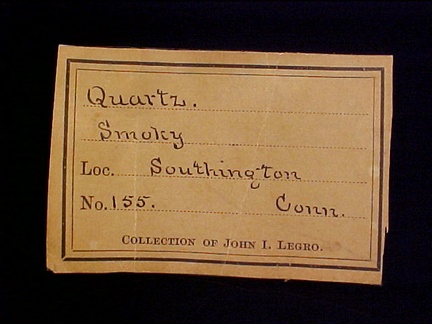 Quartz.
Smoky
Loc. Southington
No. 155. Conn.
COLLECTION OF JOHN I. LEGRO.